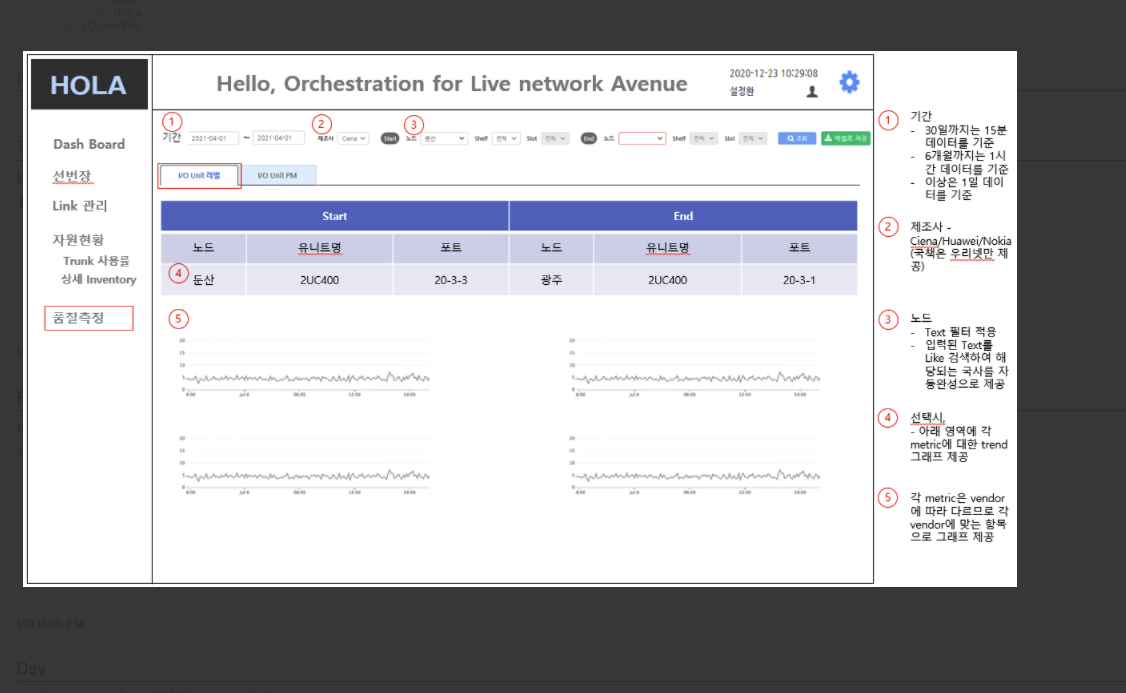 Nokia
I/O Unit PM
HOLA
Hello, Orchestration for Live network Avenue
2020-12-23 10:29:08
설정환
Dash Board
선번장
Link 관리
자원현황
Trunk 사용률
상세 Inventory
품질측정
1
2
3
기간 2021-04-01 ~ 2021-04-01 제조사 Ciena Start 노드 둔산 Shelf 전체 Slot 전체 End 노드 Shelf 전체 Slot 전체 조회 엑셀로 저장
I/O Unit 레벨 I/O Unit PM
Start End
노드 유니트명 포트 노드 유니트명 포트
4 둔산 2UC400 20-3-3 광주 2UC400 20-3-1
5
20 20
15 15
10 10
5 5
0 0
6:00 Jul 6 06:00 12:00 18:00 6:00 Jul 6 06:00 12:00 18:00
20 20
15 15
10 10
5 5
0 0
6:00 Jul 6 06:00 12:00 18:00 6:00 Jul 6 06:00 12:00 18:00
1 기간
- 30일까지는 15분
데이터를 기준
- 6개월까지는 1시
간 데이터를 기준
- 이상은 1일 데이
터를 기준
2 제조사 -
Ciena/Huawei/Nokia
(국책은 우리넷만 제
공)
3 노드
- Text 필터 적용
- 입력된 Text를
Like 검색하여 해
당되는 국사를 자
동완성으로 제공
4 선택시,
- 아래 영역에 각
metric에 대한 trend
그래프 제공
5 각 metric은 vendor
에 따라 다르므로 각
vendor에 맞는 항목
으로 그래프 제공
I/O Unit PM
Dev